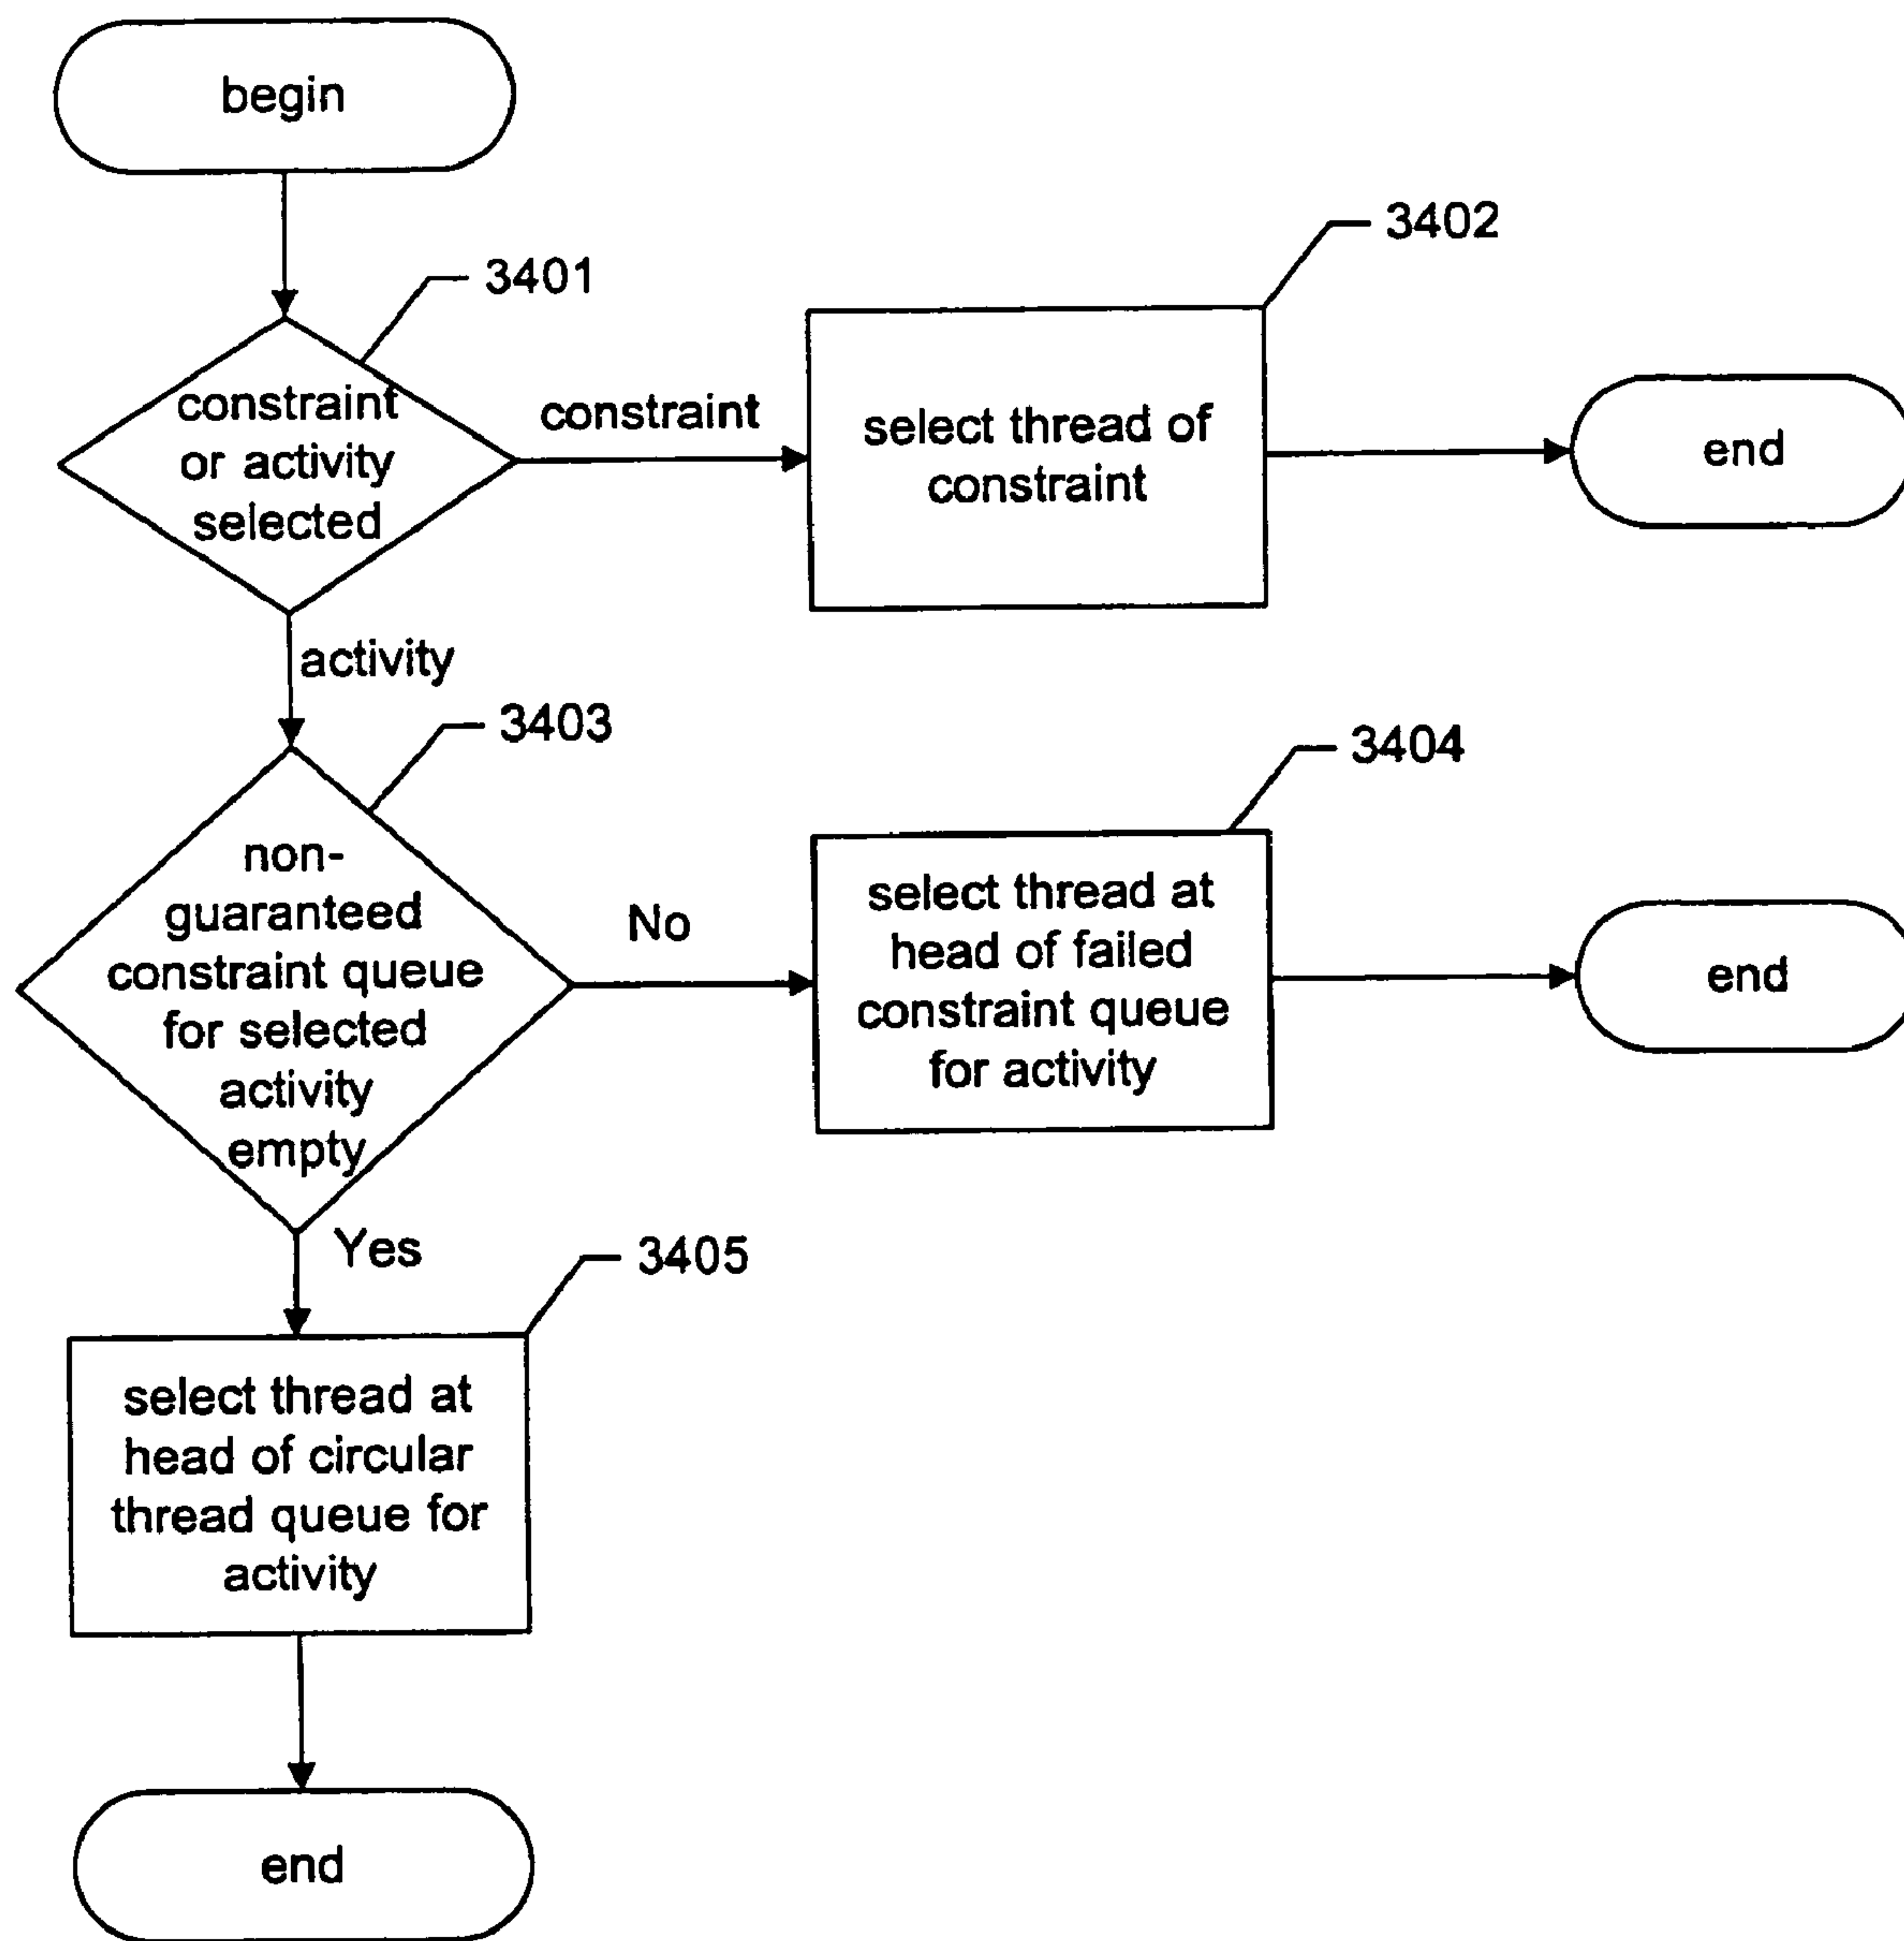 begin
3401
constraint
or activity
selected
constraint
3402
select thread of
constraint
end
activity
3403
non-
guaranteed
constraint queue
for selected
activity
empty
No
3404
select thread at
head of failed
constraint queue
for activity
end
Yes
3405
select thread at
head of circular
thread queue for
activity
end